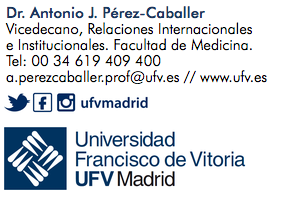 Dr. Antonio J. Pérez-Caballer
Vicedecano, Relaciones Internacionales
e Institucionales. Facultad de Medicina.
Tel: 00 34 619 409 400
a.perezcaballer.prof@ufv.es // www.ufv.es
ufvmadrid
Universidad
Francisco de Vitoria
UFV Madrid